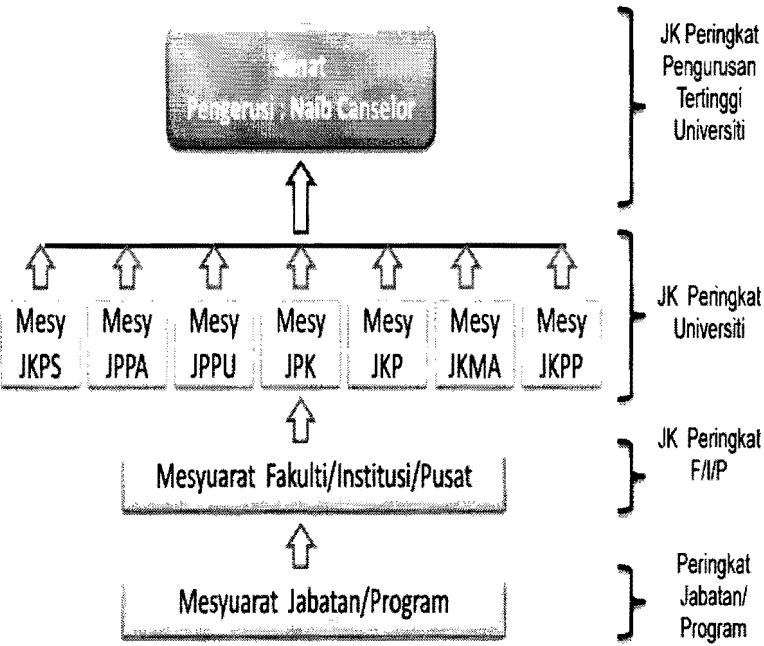 Senat
Pengerusi : Naib Canselor
JK Peringkat
Pengurusan
Tertinggi
Universiti
Mesy
JKPS
Mesy
JPPA
Mesy
JPPU
Mesy
JPK
Mesy
JKP
Mesy
JKMA
Mesy
JKPP
JK Peringkat
Universiti
Mesyuarat Fakulti/Institusi/Pusat
JK Peringkat
F/I/P
Mesyuarat Jabatan/Program
Peringkat
Jabatan/
Program